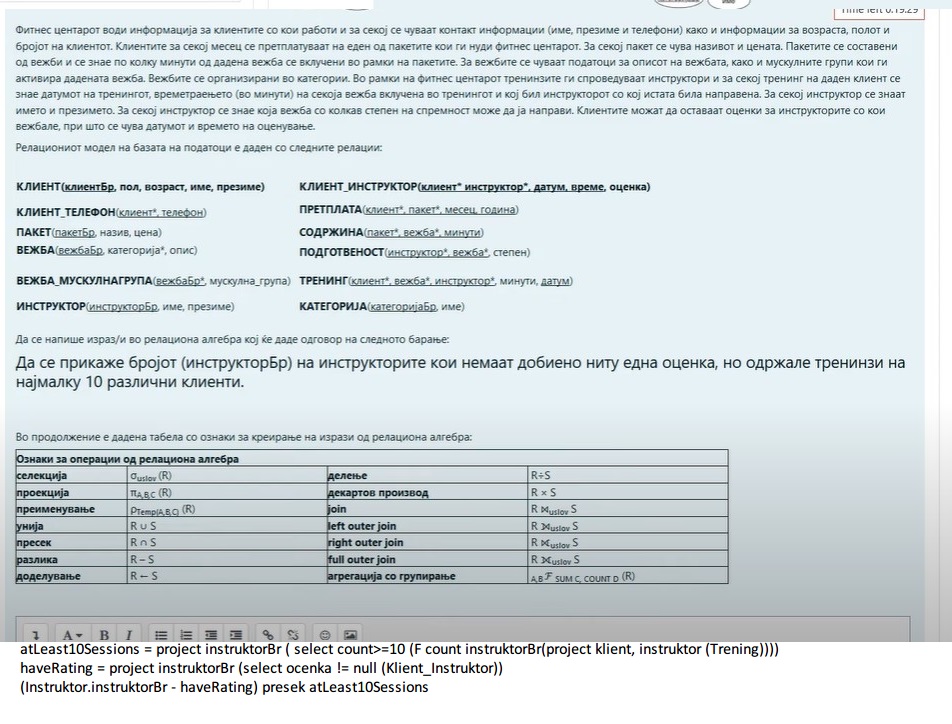 Time left 0:19:29
Фитнес центарот води информација за клиентите со кои работи и за секој се чуваат контакт информации (име, презиме и телефони) како и информации за возраста, полот и
бројот на клиентот. Клиентите за секој месец се претплатуваат на еден од пакетите кои ги нуди фитнес центарот. За секој пакет се чува називот и цената. Пакетите се составени
од вежби и се знае по колку минути од дадена вежба се вклучени во рамки на пакетите. За вежбите се чуваат податоци за описот на вежбата, како и мускулните групи кои ги
активира дадената вежба. Вежбите се организирани во категории. Во рамки на фитнес центарот тренинзите ги спроведуваат инструктори и за секој тренинг на даден клиент се
знае датумот на тренингот, времетраењето (во минути) на секоја вежба вклучена во тренингот и кој бил инструкторот со кој истата била направена. За секој инструктор се знаат
името и презимето. За секој инструктор се знае која вежба со колкав степен на спремност може да ја направи. Клиентите можат да оставаат оценки за инструкторите со кои
вежбале, при што се чува датумот и времето на оценување.
Релациониот модел на базата на податоци е даден со следните релации:
КЛИЕНТ(клиентБр, пол, возраст, име, презиме) КЛИЕНТ_ИНСТРУКТОР(клиент* инструктор*, датум, време, оценка)
КЛИЕНТ_ТЕЛЕФОН(клиент*, телефон) ПРЕТПЛАТА(клиент*, пакет*, месец, година)
ПАКЕТ(пакетБр, назив, цена) СОДРЖИНА(пакет*, вежба*, минути)
ВЕЖБА(вежбаБр, категорија*, опис) ПОДГОТВЕНОСТ(инструктор*, вежба*, степен)
ВЕЖБА_МУСКУЛНАГРУПА(вежбаБр*, мускулна_група) ТРЕНИНГ(клиент*, вежба*, инструктор*, минути, датум)
ИНСТРУКТОР(инструкторБр, име, презиме) КАТЕГОРИЈА(категоријаБр, име)
Да се напише израз/и во релациона алгебра кој ќе даде одговор на следното барање:
Да се прикаже бројот (инструкторБр) на инструкторите кои немаат добиено ниту една оценка, но одржале тренинзи на
најмалку 10 различни клиенти.
Во продолжение е дадена табела со ознаки за креирање на изрази од релациона алгебра:
Ознаки за операции од релациона алгебра
селекција σuslov (R) делење R÷S
проекција πA,B,C (R) декартов производ R × S
преименување ρTemp(A,B,C) (R) join R ⋈uslov S
унија R ∪ S left outer join R ⟕uslov S
пресек R ∩ S right outer join R ⟖uslov S
разлика R – S full outer join R ⟗uslov S
доделување R ← S агрегација со групирање A,B F SUM C, COUNT D (R)
A B I
atLeast10Sessions = project instruktorBr ( select count>=10 (F count instruktorBr(project klient, instruktor (Trening))))
haveRating = project instruktorBr (select ocenka != null (Klient_Instruktor))
(Instruktor.instruktorBr - haveRating) presek atLeast10Sessions